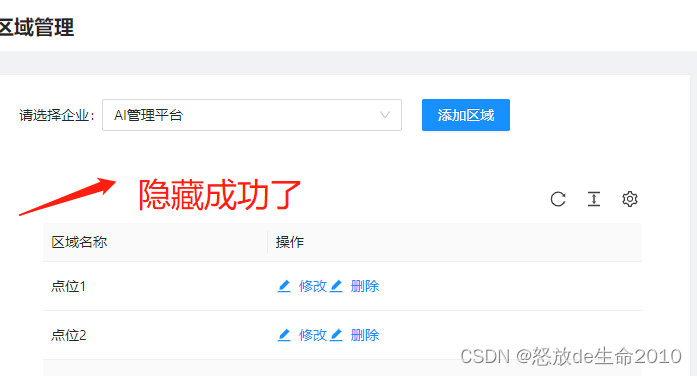 区域管理
请选择企业： AI管理平台 添加区域
隐藏成功了
区域名称 操作
点位1 修改 删除
点位2 修改 删除
CSDN @怒放de生命2010